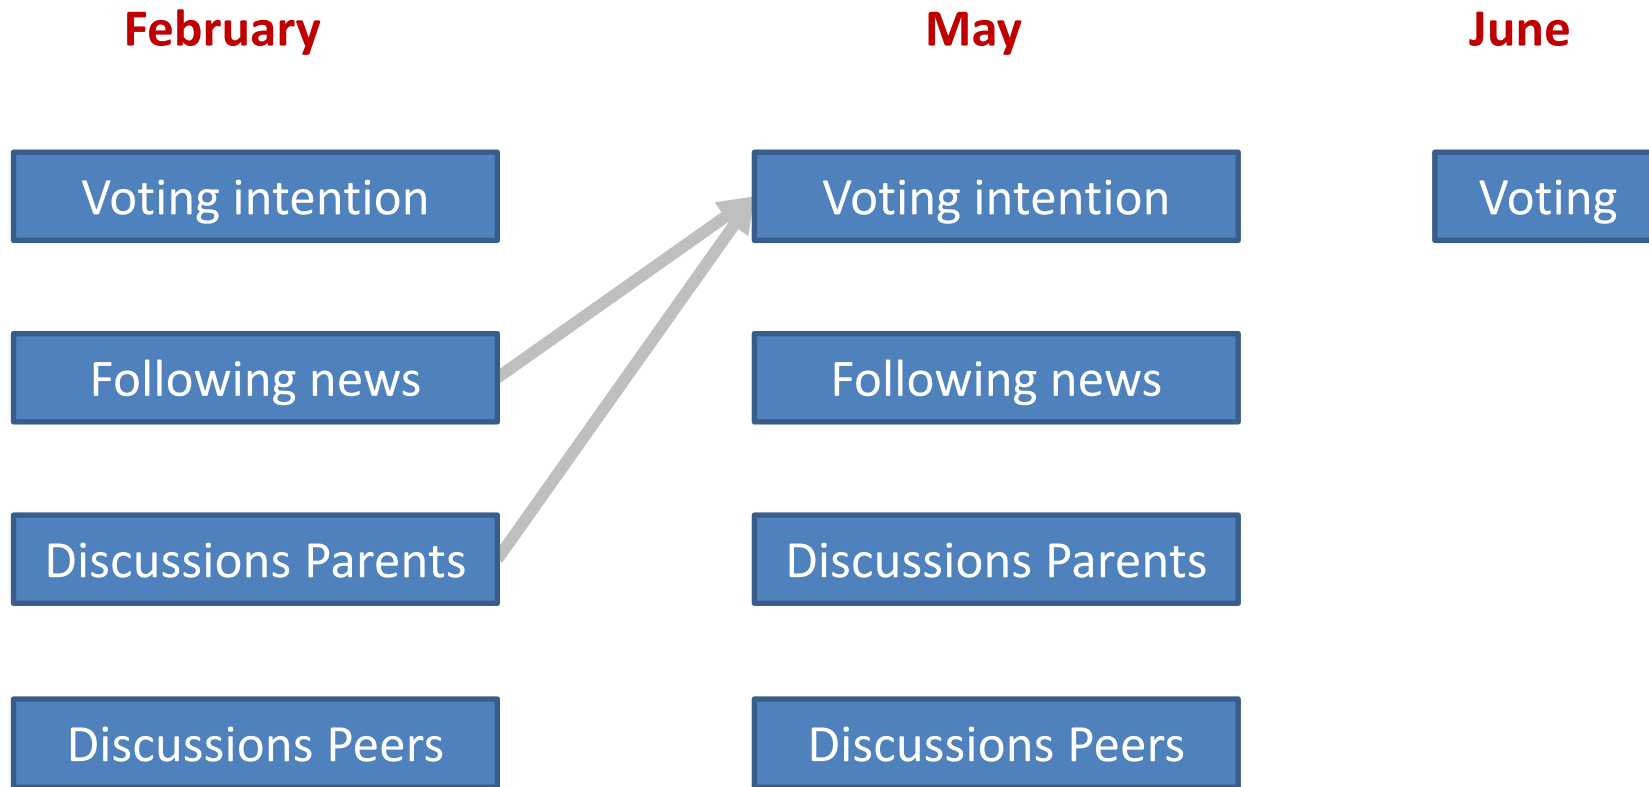 February
May
June
Voting intention
Voting intention
Voting
Following news
Following news
Discussions Parents
Discussions Parents
Discussions Peers
Discussions Peers